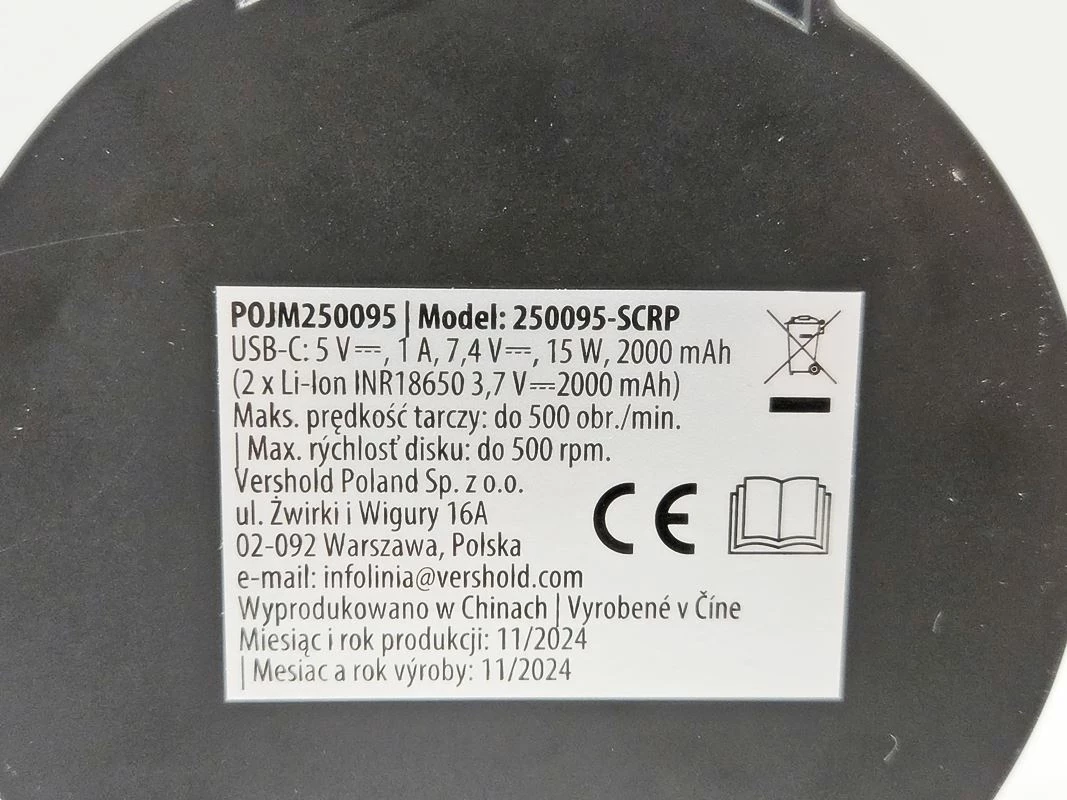 POJM250095 | Model: 250095-SCRP
USB-C: 5 V⎓, 1 A, 7,4 V⎓, 15 W, 2000 mAh
(2 x Li-Ion INR18650 3,7 V⎓2000 mAh)
Maks. prędkość tarczy: do 500 obr./min.
| Max. rýchlosť disku: do 500 rpm.
Vershold Poland Sp. z o.o.
ul. Żwirki i Wigury 16A
02-092 Warszawa, Polska
e-mail: infolinia@vershold.com
Wyprodukowano w Chinach | Vyrobené v Číne
Miesiąc i rok produkcji: 11/2024
| Mesiac a rok výroby: 11/2024
CE